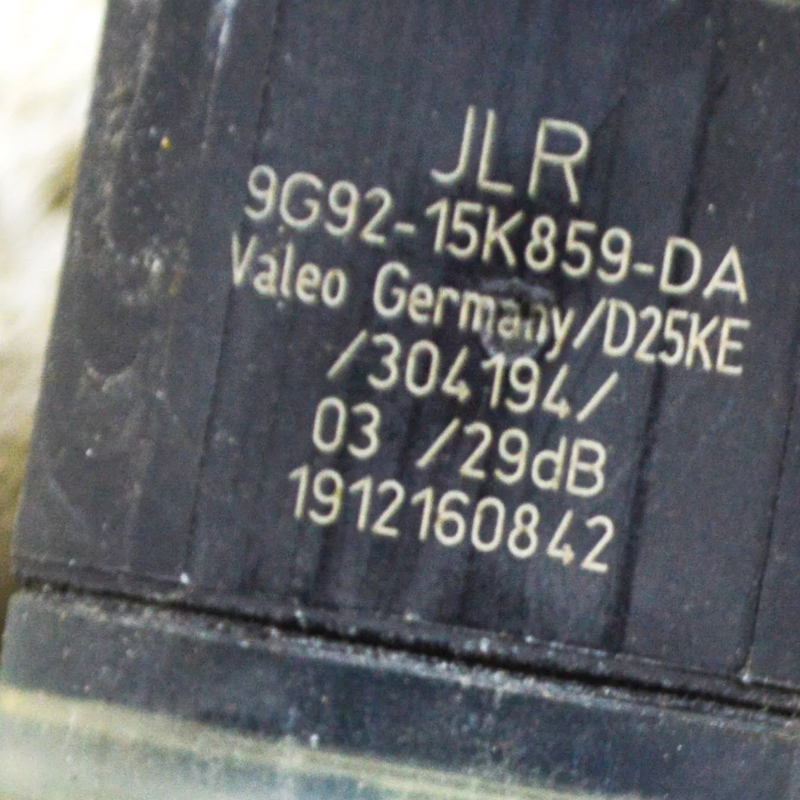 JLR
9G92-15K859-DA
Valeo Germany/D25KE
/304194/
03 /29dB
1912160842